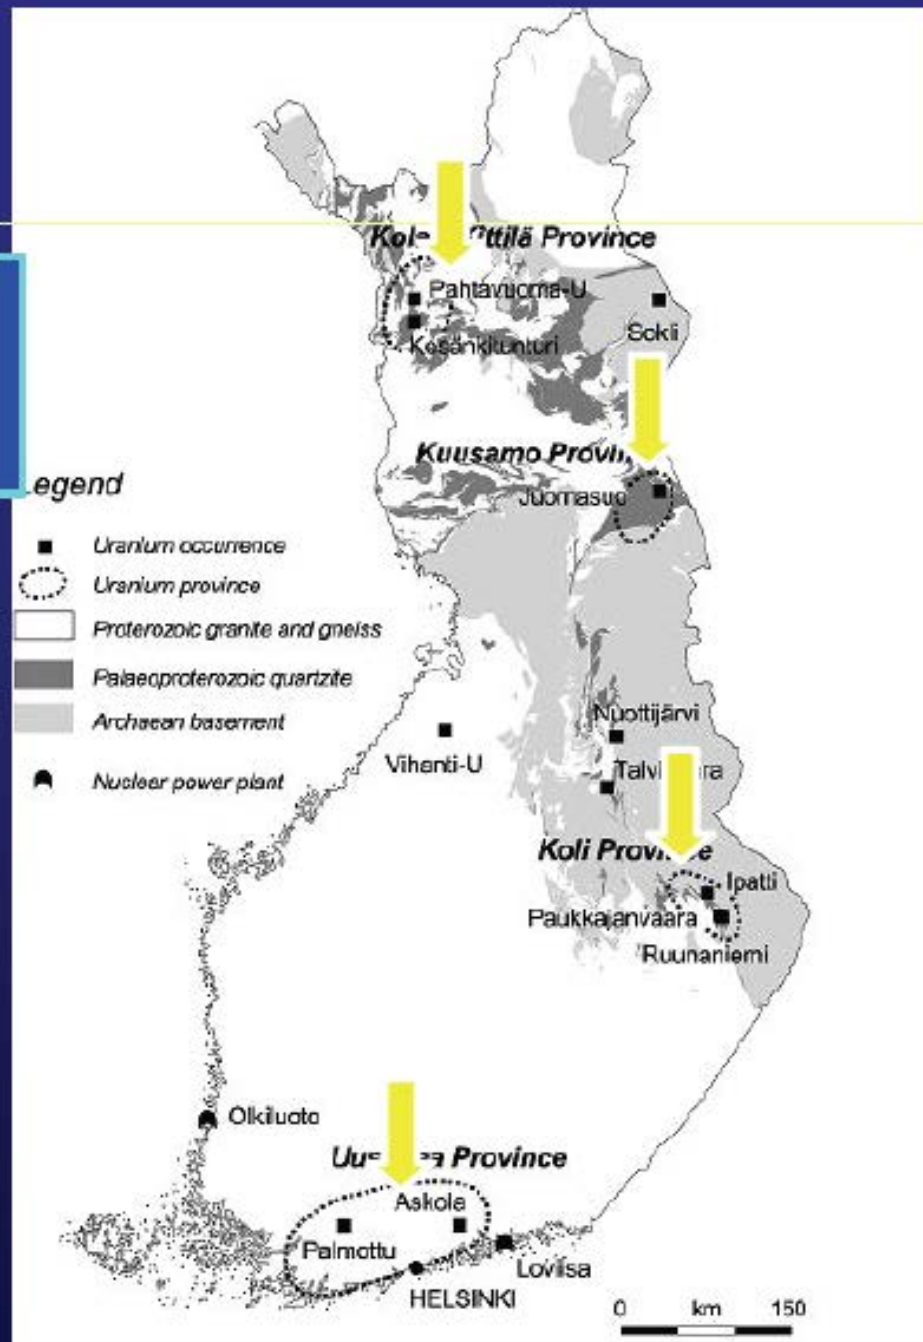 Pahtavuoma-U
Kesänkitunturi
Sokli
Province
Kuusamo
Juomasuo
Legend
Uranium occurrence
Uranium province
Proterozoic granite and gneiss
Palaeoproterozoic quartzite
Archaean basement
Nuclear power plant
Nuottijärvi
Vihanti-U
Koli
Ipatti
Paukkajanvaara
Ruunaniemi
Olkiluoto
Province
Askola
Palmottu
Loviisa
HELSINKI
0 km 150